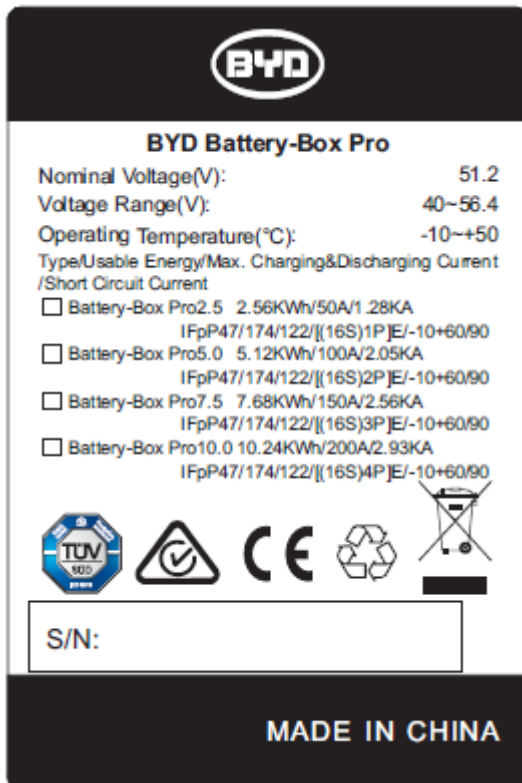 BYD
BYD Battery-Box Pro
Nominal Voltage(V): 51.2
Voltage Range(V): 40~56.4
Operating Temperature(°C): -10~+50
Type/Usable Energy/Max. Charging&Discharging Current
/Short Circuit Current
Battery-Box Pro2.5 2.56KWh/50A/1.28KA
IFpP47/174/122/[(16S)1P]E/-10+60/90
Battery-Box Pro5.0 5.12KWh/100A/2.05KA
IFpP47/174/122/[(16S)2P]E/-10+60/90
Battery-Box Pro7.5 7.68KWh/150A/2.56KA
IFpP47/174/122/[(16S)3P]E/-10+60/90
Battery-Box Pro10.0 10.24KWh/200A/2.93KA
IFpP47/174/122/[(16S)4P]E/-10+60/90
TÜV
SÜD
CE
S/N:
MADE IN CHINA